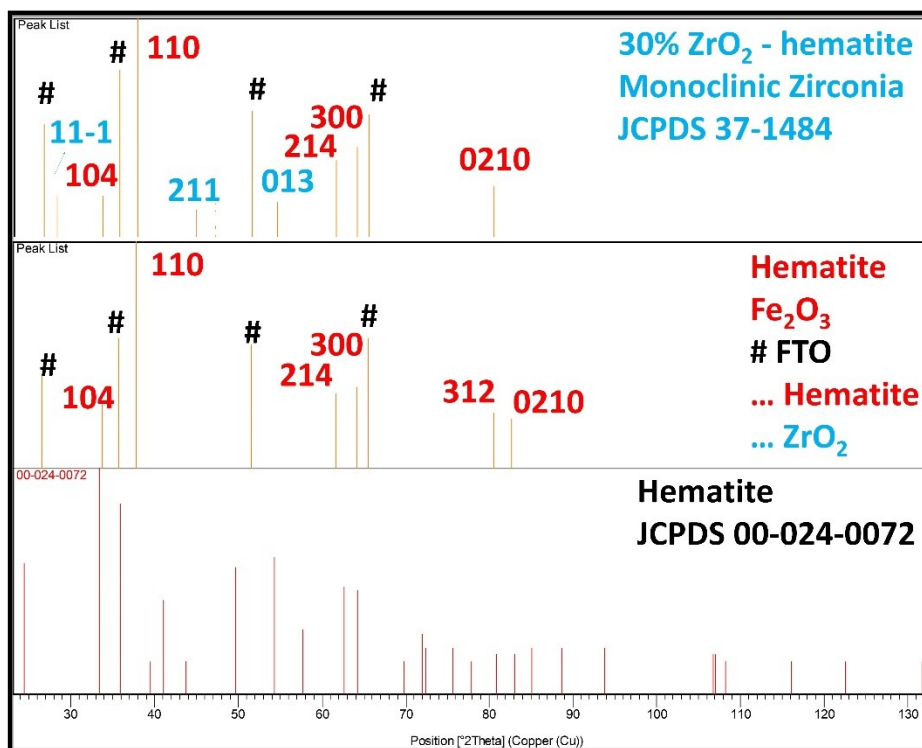 Peak List
30% ZrO₂ - hematite
Monoclinic Zirconia
JCPDS 37-1484
# # 110 # #
11-1
104
211
013
214
300
0210
Peak List
110
Hematite
Fe₂O₃
# FTO
... Hematite
... ZrO₂
# # # #
104
214
300
312
0210
00-024-0072
Hematite
JCPDS 00-024-0072
30 40 50 60 70 80 90 100 110 120 130
Position [°2Theta] (Copper (Cu))